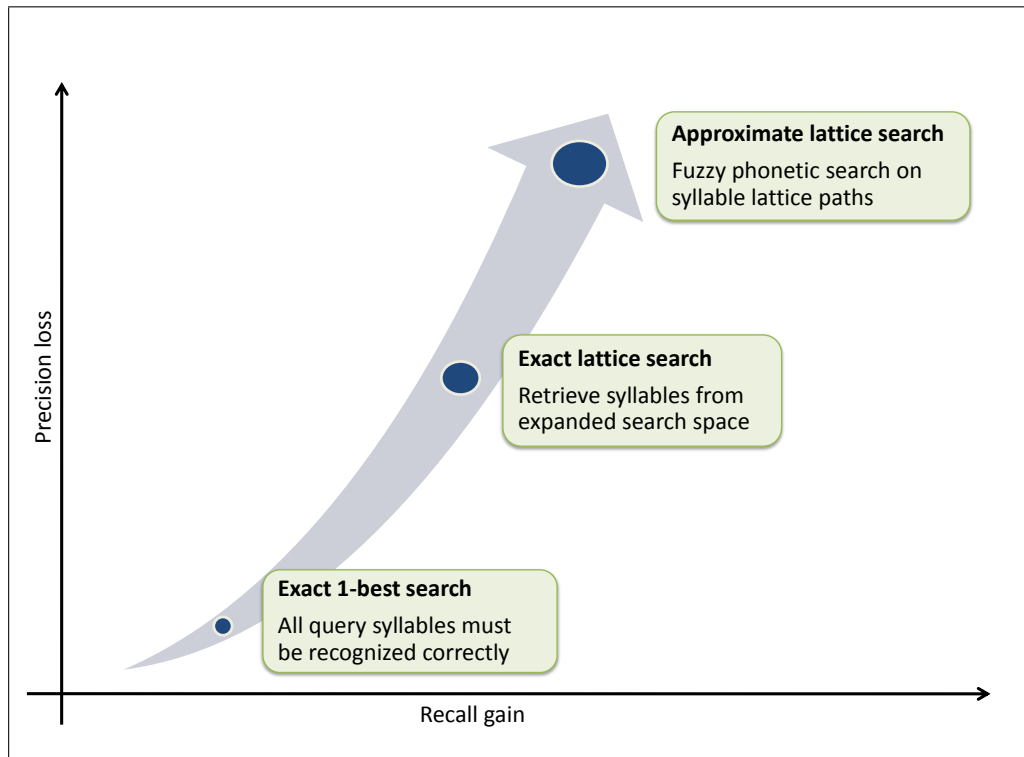 Approximate lattice search
Fuzzy phonetic search on
syllable lattice paths
Precision loss
Exact lattice search
Retrieve syllables from
expanded search space
Exact 1-best search
All query syllables must
be recognized correctly
Recall gain